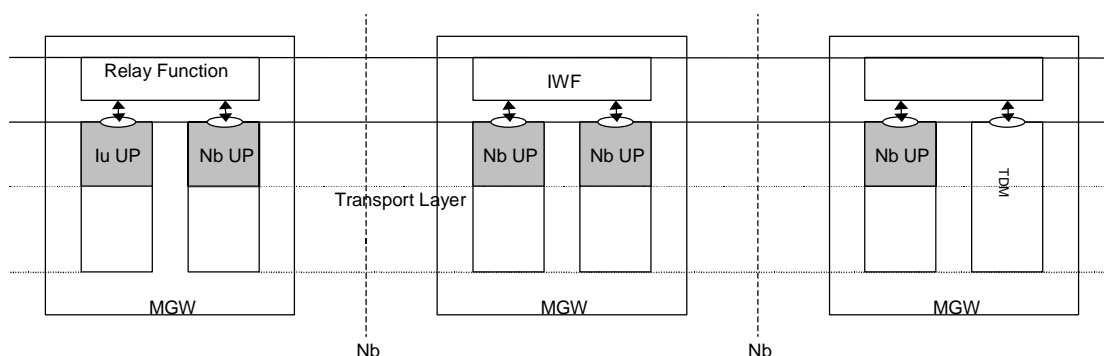 Relay Function
IWF
Iu UP
Nb UP
Nb UP
Nb UP
Nb UP
TDM
Transport Layer
MGW
MGW
MGW
Nb
Nb